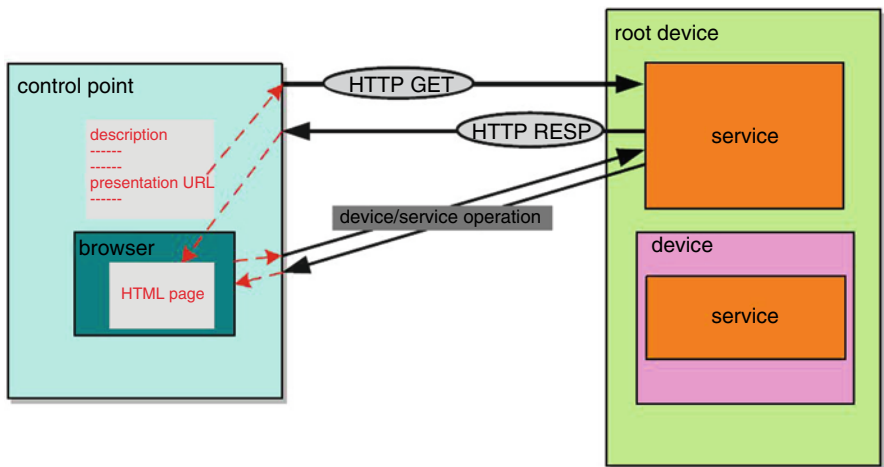 root device
control point
HTTP GET
HTTP RESP
service
description
------
------
presentation URL
------
device/service operation
browser
HTML page
device
service